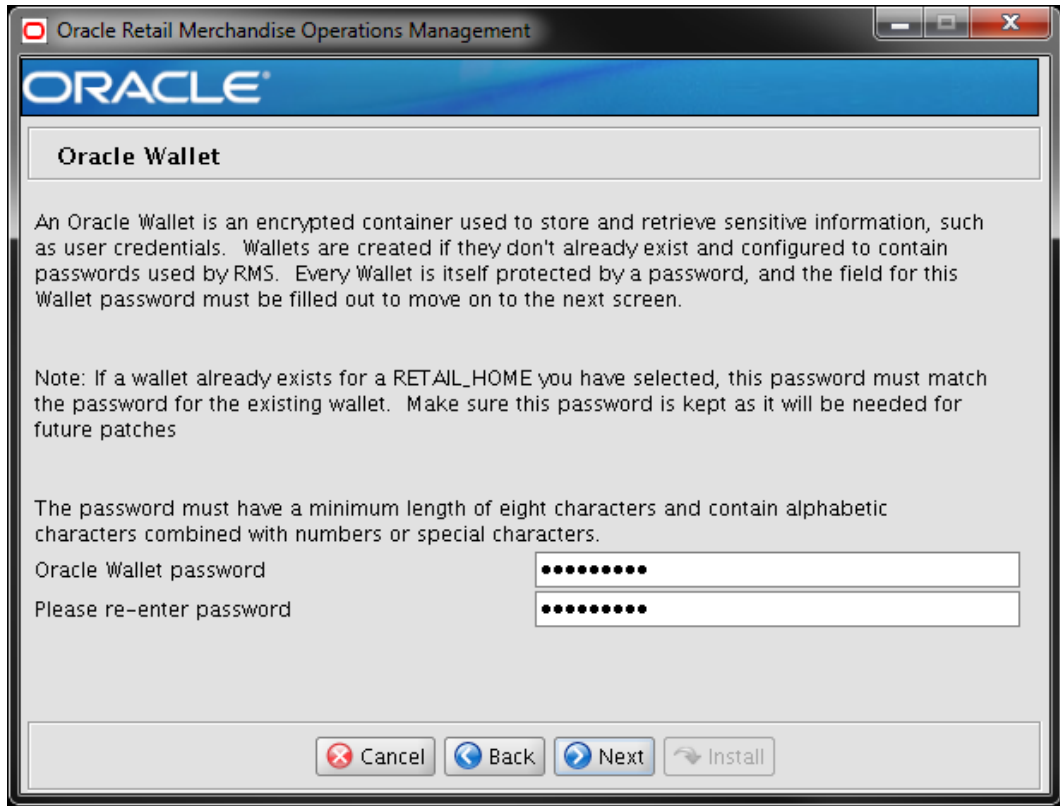 Oracle Retail Merchandise Operations Management
ORACLE
Oracle Wallet
An Oracle Wallet is an encrypted container used to store and retrieve sensitive information, such
as user credentials.  Wallets are created if they don't already exist and configured to contain
passwords used by RMS.  Every Wallet is itself protected by a password, and the field for this
Wallet password must be filled out to move on to the next screen.
Note: If a wallet already exists for a RETAIL_HOME you have selected, this password must match
the password for the existing wallet.  Make sure this password is kept as it will be needed for
future patches
The password must have a minimum length of eight characters and contain alphabetic
characters combined with numbers or special characters.
Oracle Wallet password •••••••••
Please re-enter password •••••••••
Cancel Back Next Install